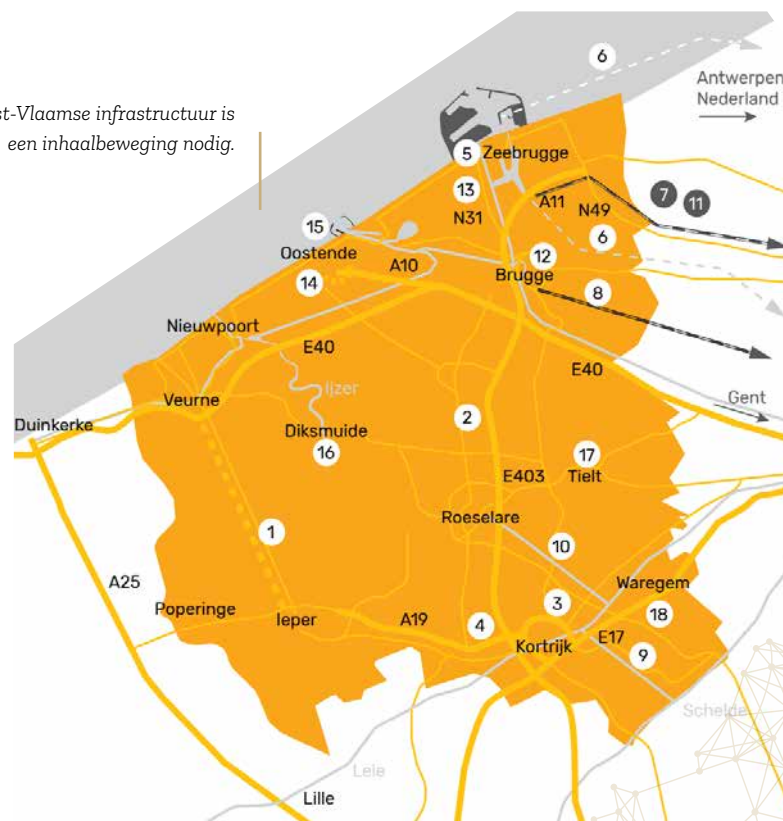 st-Vlaamse infrastructuur is
een inhaalbeweging nodig.
6
Antwerpen
Nederland
5 Zeebrugge
13
7 11
A11
N49
N31
15
6
Oostende
12
A10
Brugge
14
8
Nieuwpoort
E40
E40
Ijzer
Gent
Veurne
Duinkerke
2
Diksmuide
17
16
E403 Tielt
Roeselare
1
10
A25
Waregem
Poperinge
3
Ieper
A19
4
18
E17
Kortrijk
9
Schelde
Leie
Lille